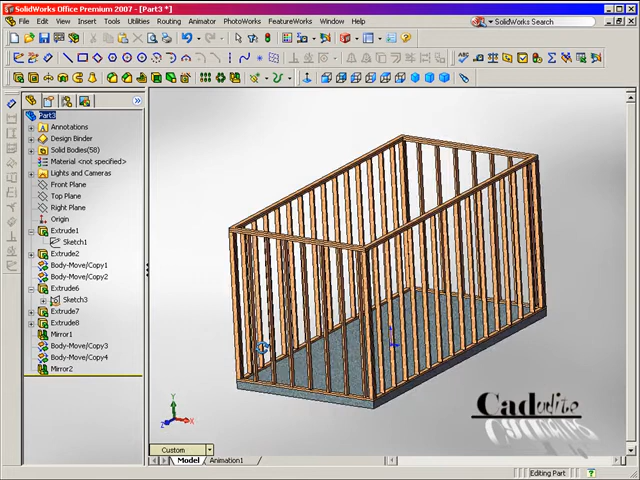 SolidWorks Office Premium 2007 - [Part3 *]
File Edit View Insert Tools Partitions Routing Animator PhotoWorks FeatureWorks Window Help
SolidWorks Search
Part3
Annotations
Design Binder
Solid Bodies(58)
Material <not specified>
Lights and Cameras
Front Plane
Top Plane
Right Plane
Origin
Extrude1
Sketch1
Extrude2
Body-Move/Copy1
Body-Move/Copy2
Extrude6
Sketch3
Extrude7
Extrude8
Mirror1
Body-Move/Copy3
Body-Move/Copy4
Mirror2
Y
X
Z
Cadudite
Custom
Model Animation1
Editing Part